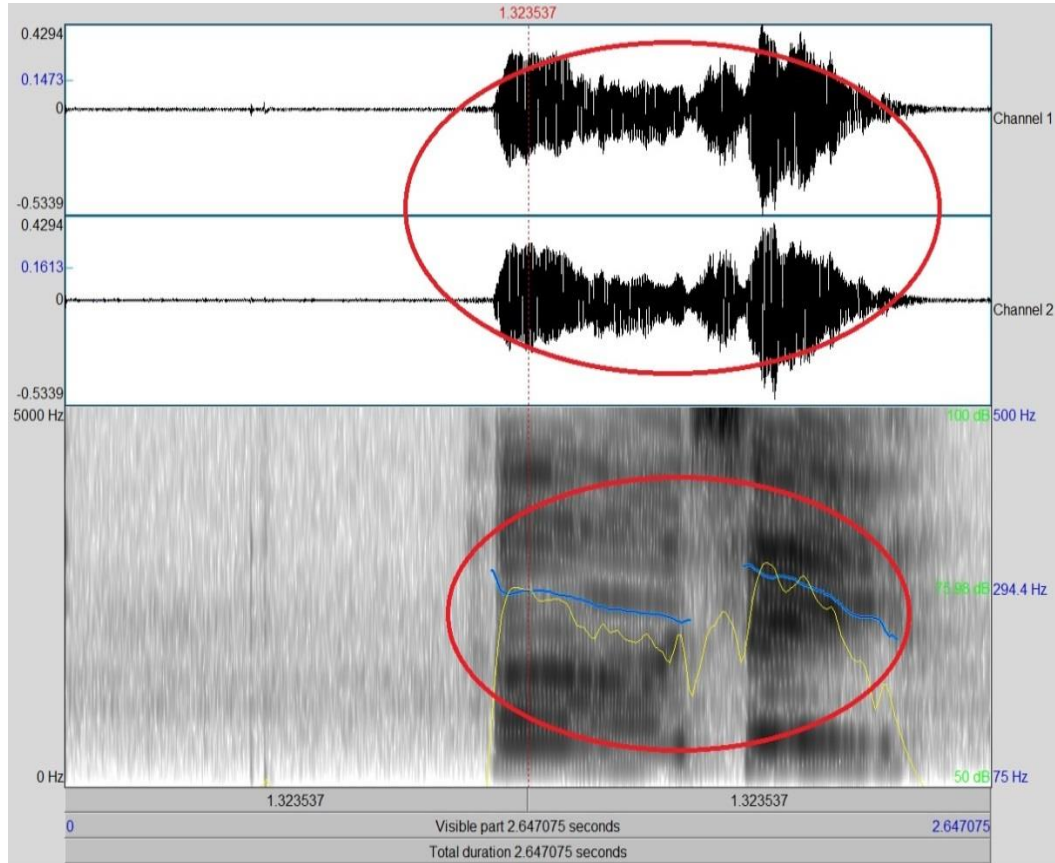 1.323537
0.4294
0.1473
0
Channel 1
-0.5339
0.4294
0.1613
0
Channel 2
-0.5339
5000 Hz
100 dB 500 Hz
75.98 dB 294.4 Hz
0 Hz
50 dB 75 Hz
1.323537 1.323537
0 Visible part 2.647075 seconds 2.647075
Total duration 2.647075 seconds